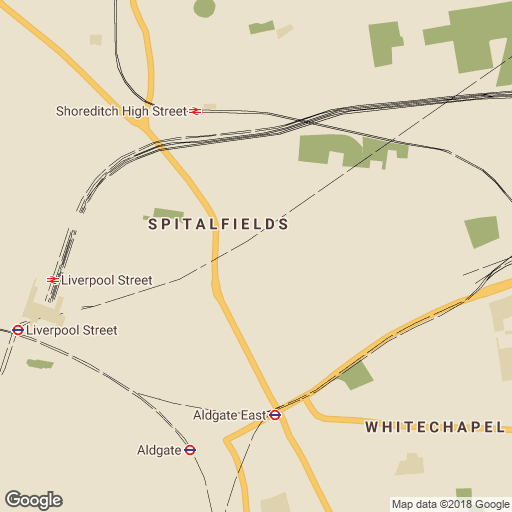 Shoreditch High Street
SPITALFIELDS
Liverpool Street
Liverpool Street
Aldgate East
WHITECHAPEL
Aldgate
Google
Map data ©2018 Google